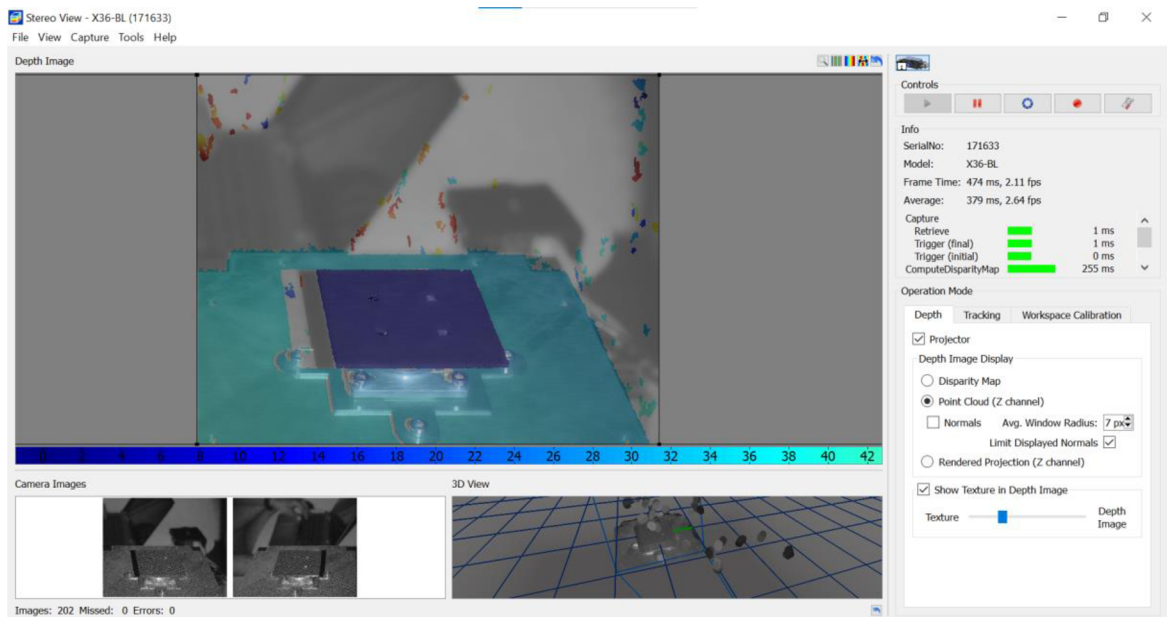 Stereo View - X36-BL (171633)
File View Capture Tools Help
Depth Image
0 2 4 6 8 10 12 14 16 18 20 22 24 26 28 30 32 34 36 38 40 42
Camera Images
3D View
Images: 202 Missed: 0 Errors: 0
Controls
Info
SerialNo: 171633
Model: X36-BL
Frame Time: 474 ms, 2.11 fps
Average: 379 ms, 2.64 fps
Capture
Retrieve 1 ms
Trigger (final) 1 ms
Trigger (initial) 0 ms
ComputeDisparityMap 255 ms
Operation Mode
Depth Tracking Workspace Calibration
Projector
Depth Image Display
Disparity Map
Point Cloud (Z channel)
Normals Avg. Window Radius: 7 px
Limit Displayed Normals
Rendered Projection (Z channel)
Show Texture in Depth Image
Texture Depth Image